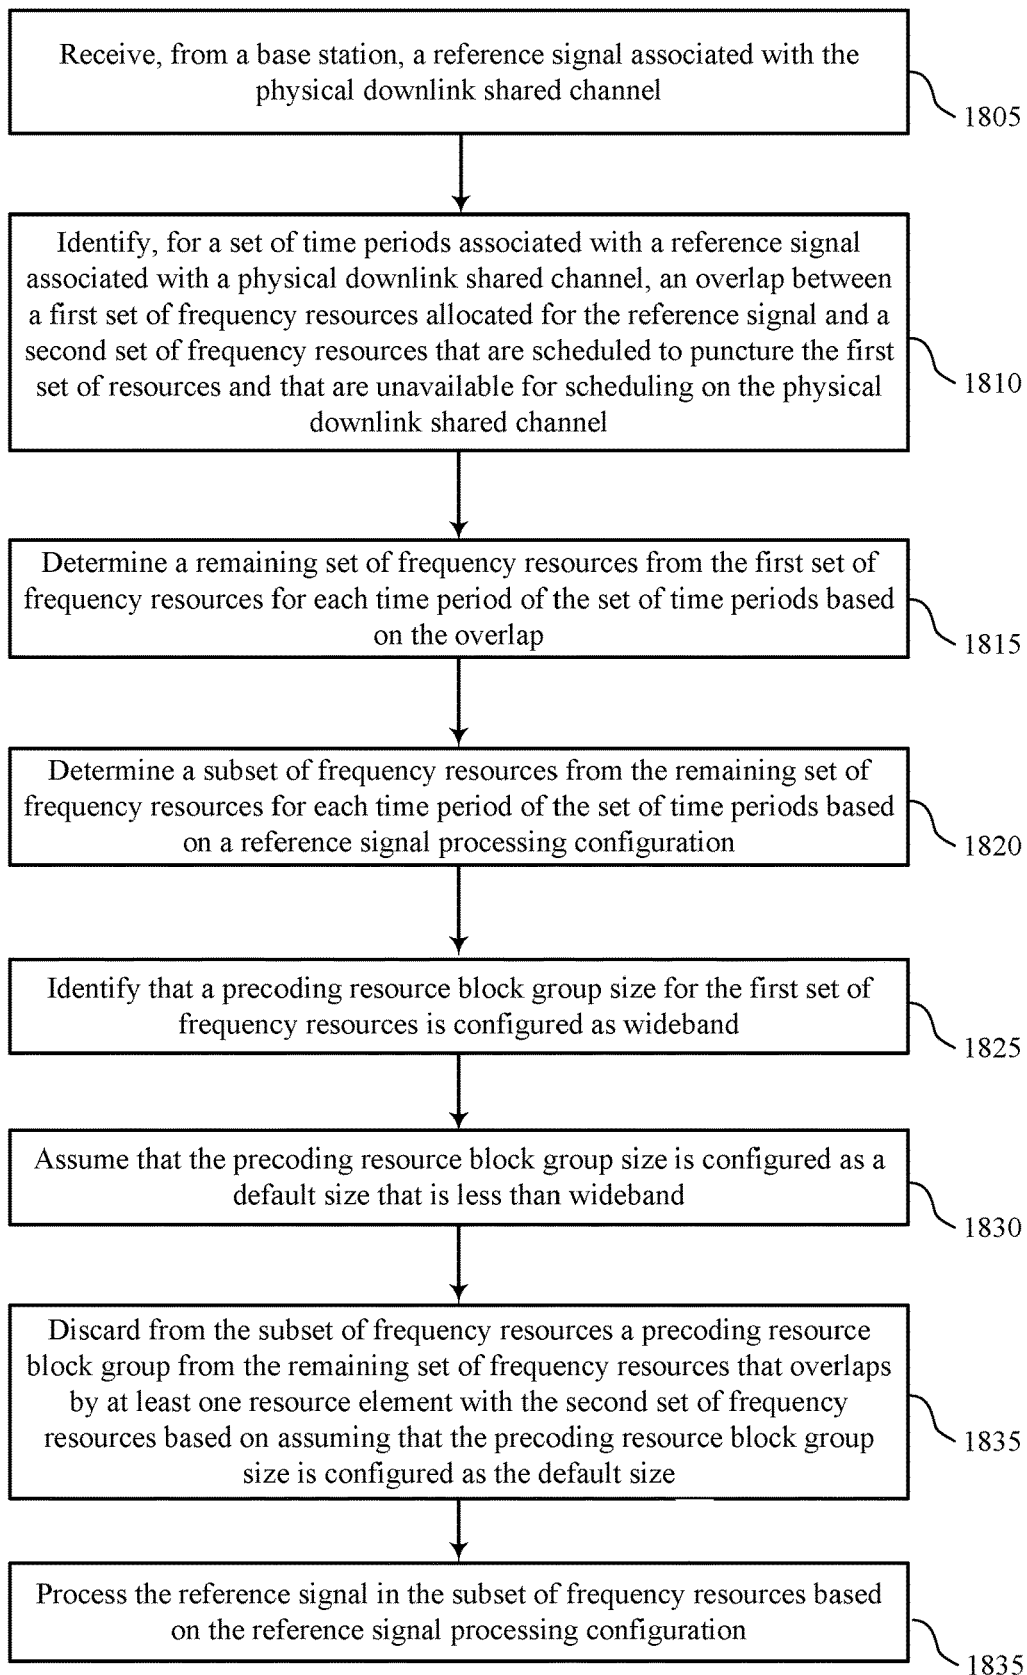 Receive, from a base station, a reference signal associated with the
physical downlink shared channel
1805
Identify, for a set of time periods associated with a reference signal
associated with a physical downlink shared channel, an overlap between
a first set of frequency resources allocated for the reference signal and a
second set of frequency resources that are scheduled to puncture the first
set of resources and that are unavailable for scheduling on the physical
downlink shared channel
1810
Determine a remaining set of frequency resources from the first set of
frequency resources for each time period of the set of time periods based
on the overlap
1815
Determine a subset of frequency resources from the remaining set of
frequency resources for each time period of the set of time periods based
on a reference signal processing configuration
1820
Identify that a precoding resource block group size for the first set of
frequency resources is configured as wideband
1825
Assume that the precoding resource block group size is configured as a
default size that is less than wideband
1830
Discard from the subset of frequency resources a precoding resource
block group from the remaining set of frequency resources that overlaps
by at least one resource element with the second set of frequency
resources based on assuming that the precoding resource block group
size is configured as the default size
1835
Process the reference signal in the subset of frequency resources based
on the reference signal processing configuration
1835